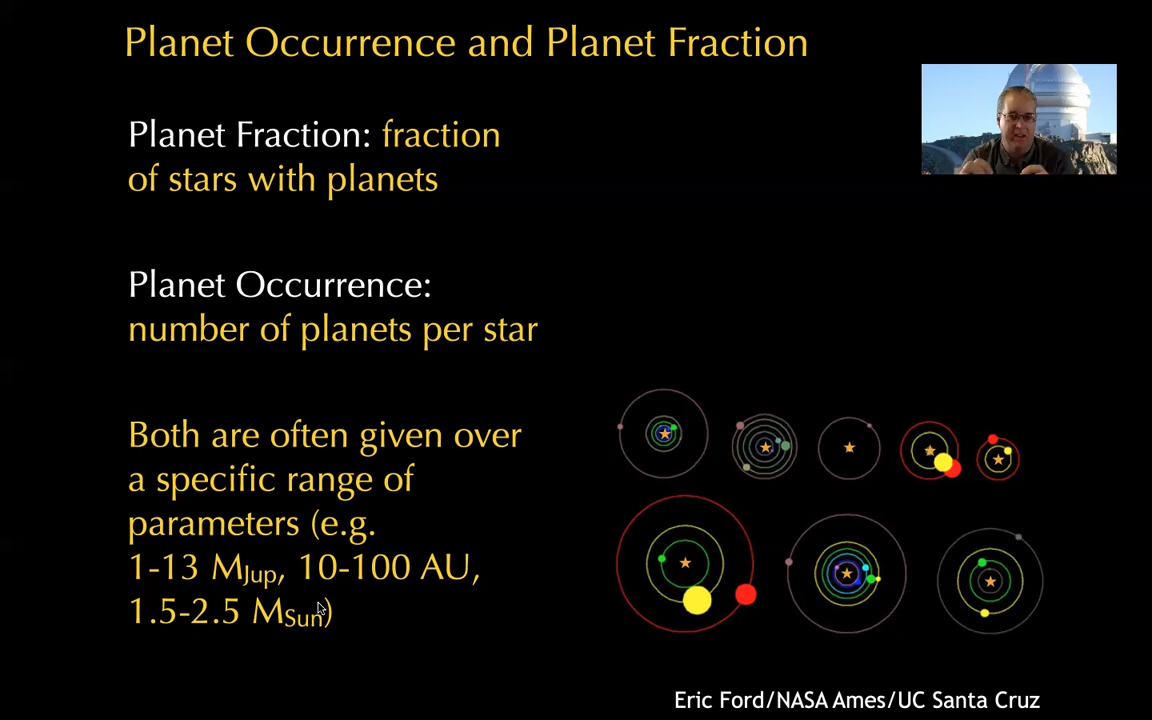 Planet Occurrence and Planet Fraction
Planet Fraction: fraction
of stars with planets
Planet Occurrence:
number of planets per star
Both are often given over
a specific range of
parameters (e.g.
1-13 MJup, 10-100 AU,
1.5-2.5 MSun)
Eric Ford/NASA Ames/UC Santa Cruz